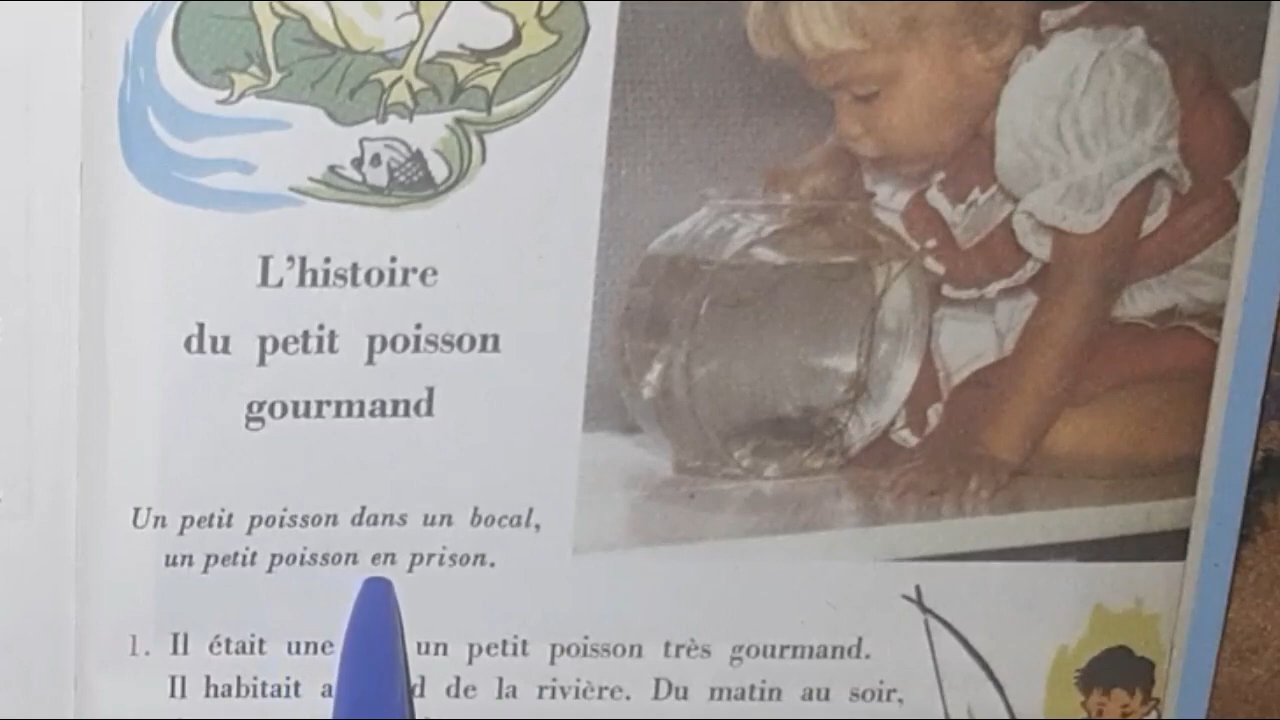 L'histoire
du petit poisson
gourmand
Un petit poisson dans un bocal,
un petit poisson en prison.
1. Il était une un petit poisson très gourmand.
Il habitait de la rivière. Du matin au soir,